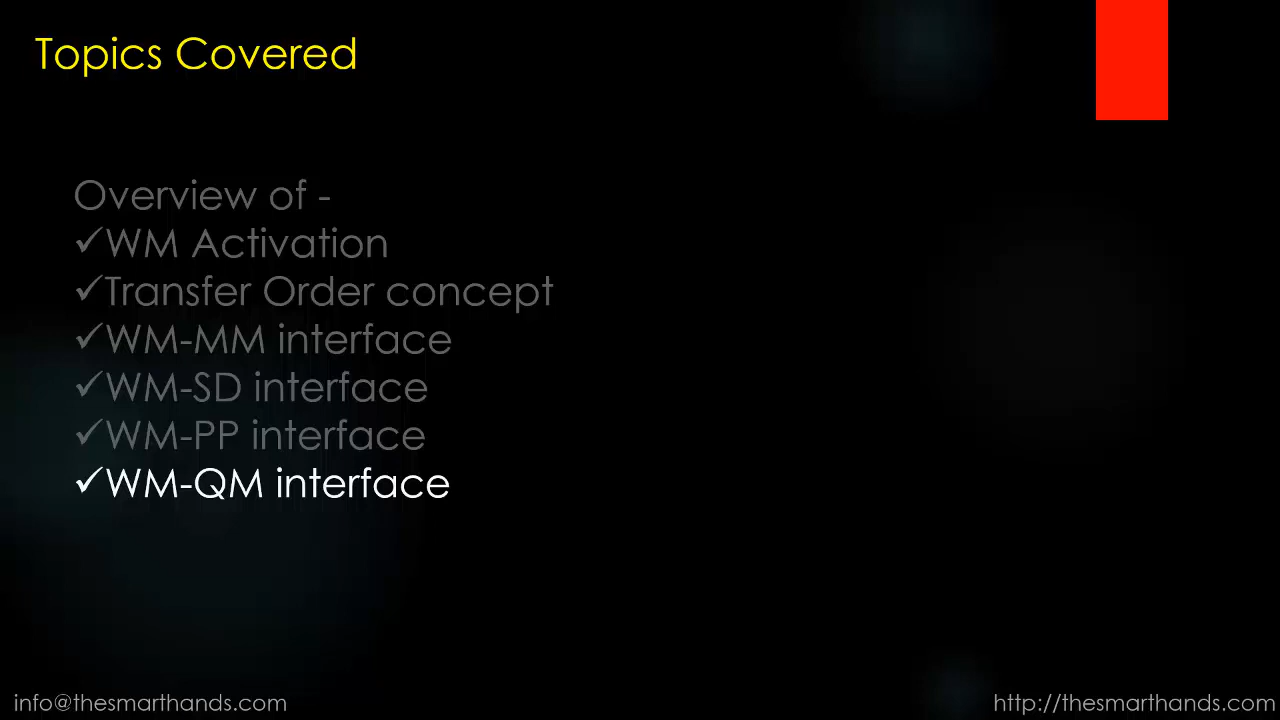 Topics Covered
Overview of -
✓WM Activation
✓Transfer Order concept
✓WM-MM interface
✓WM-SD interface
✓WM-PP interface
✓WM-QM interface
info@thesmarthands.com
http://thesmarthands.com